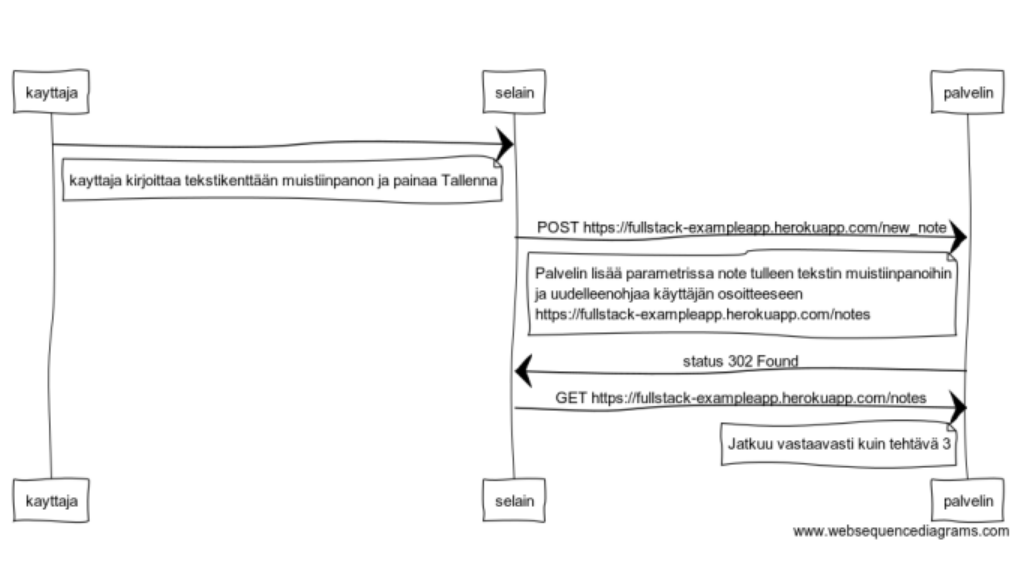 kayttaja
selain
palvelin
kayttaja kirjoittaa tekstikenttään muistiinpanon ja painaa Tallenna
POST https://fullstack-exampleapp.herokuapp.com/new_note
Palvelin lisää parametrissa note tulleen tekstin muistiinpanoihin
ja uudelleenohjaa käyttäjän osoitteeseen
https://fullstack-exampleapp.herokuapp.com/notes
status 302 Found
GET https://fullstack-exampleapp.herokuapp.com/notes
Jatkuu vastaavasti kuin tehtävä 3
kayttaja
selain
palvelin
www.websequencediagrams.com